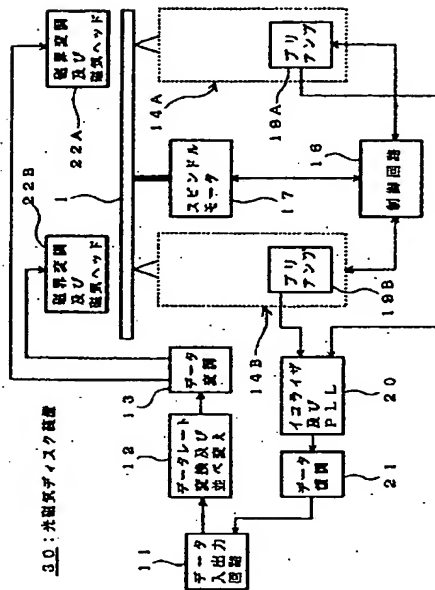 30:光磁気ディスク装置
11
データ
入出力
回路
12
データレート
変換及び
並べ変え
13
データ
変調
22B
磁界変調
及び
磁気ヘッド
22A
磁界変調
及び
磁気ヘッド
1
スピンドル
モータ
17
14A
プリ
アンプ
19A
14B
プリ
アンプ
19B
16
制御回路
イコライザ
及び
PLL
20
データ
復調
21